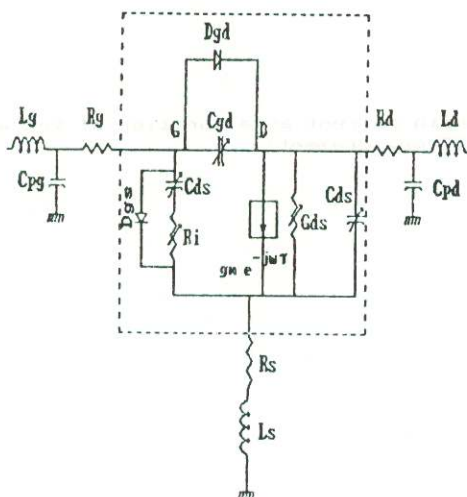 Dgd
Lg Rg G Cgd D Rd Ld
Cpg Dgs Cds Ri Gds Cds Cpd
gm e -jwT
Rs
Ls